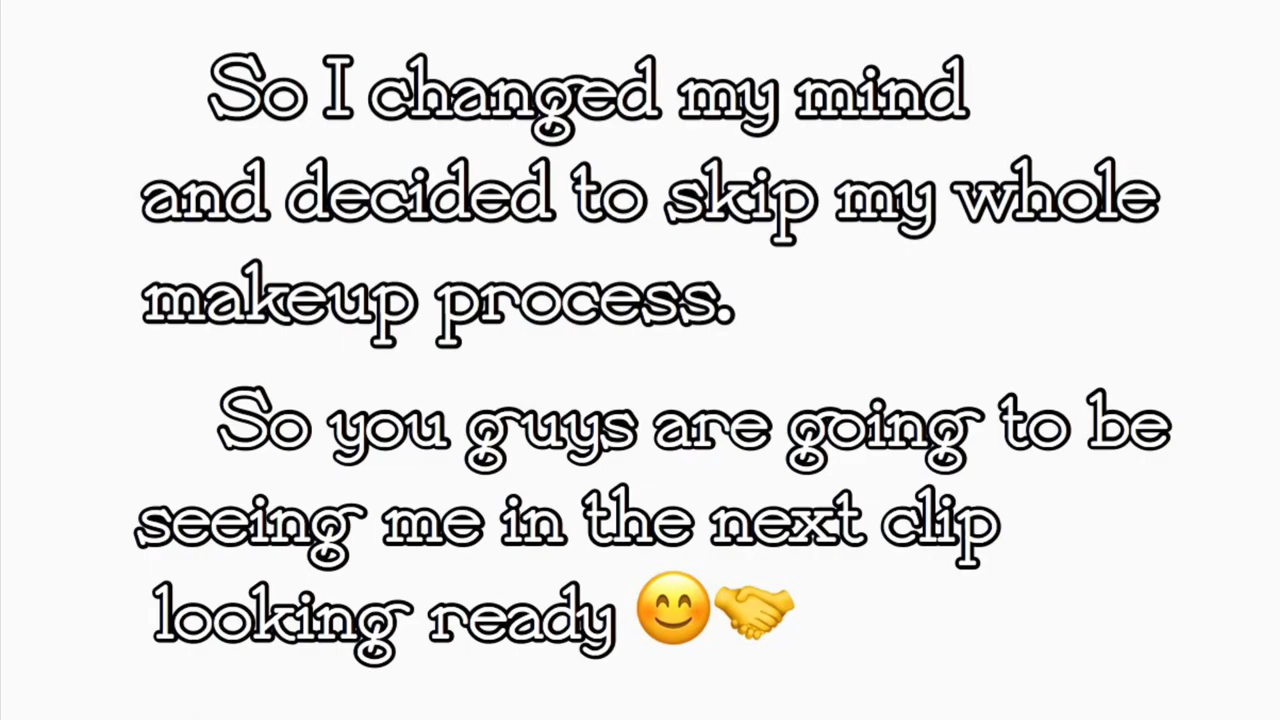 So I changed my mind
and decided to skip my whole
makeup process.
So you guys are going to be
seeing me in the next clip
looking ready 😊🤝